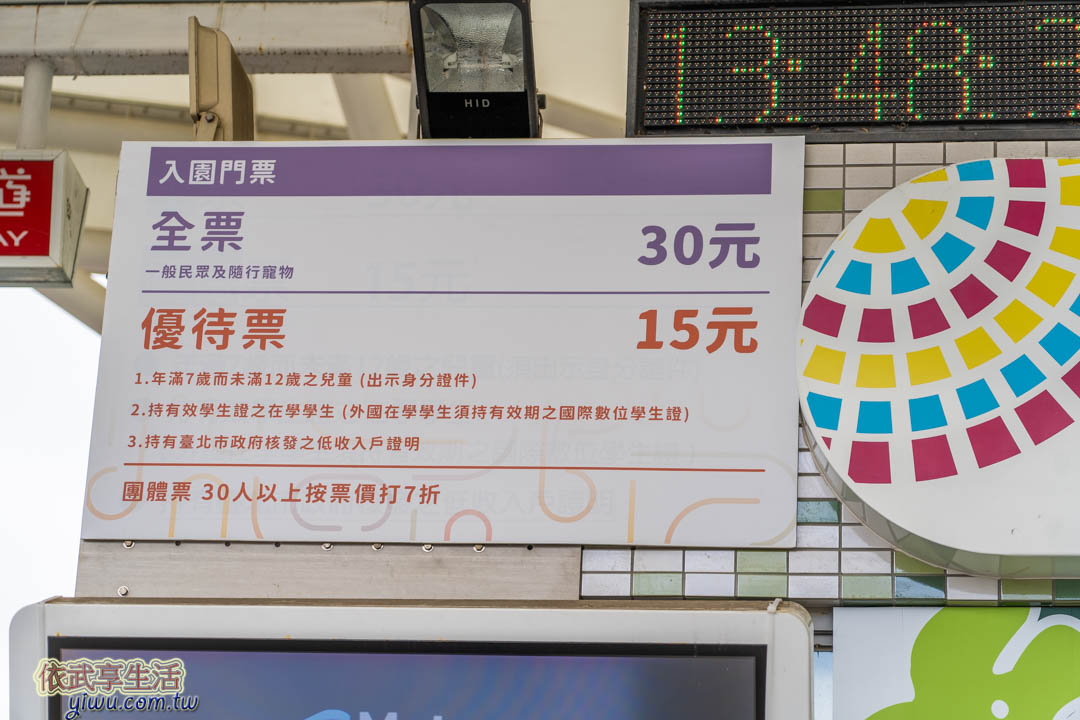 HID
13:48:3
遊
AY
入園門票
全票 30元
一般民眾及隨行寵物
優待票 15元
1.年滿7歲而未滿12歲之兒童 (出示身分證件)
2.持有效學生證之在學學生 (外國在學學生須持有效期之國際數位學生證)
3.持有臺北市政府核發之低收入戶證明
團體票 30人以上按票價打7折
依武享生活
yiwu.com.tw